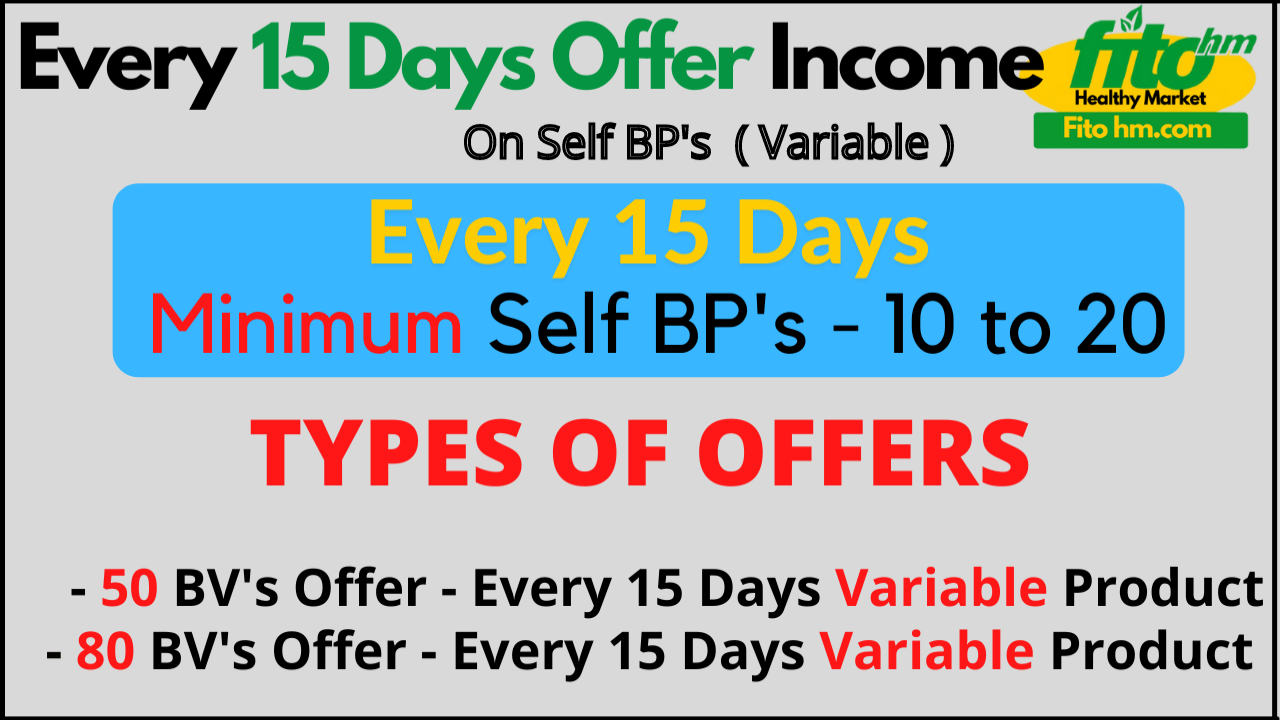 Every 15 Days Offer Income
fito hm
Healthy Market
Fito hm.com
On Self BP's ( Variable )
Every 15 Days
Minimum Self BP's - 10 to 20
TYPES OF OFFERS
- 50 BV's Offer - Every 15 Days Variable Product
- 80 BV's Offer - Every 15 Days Variable Product